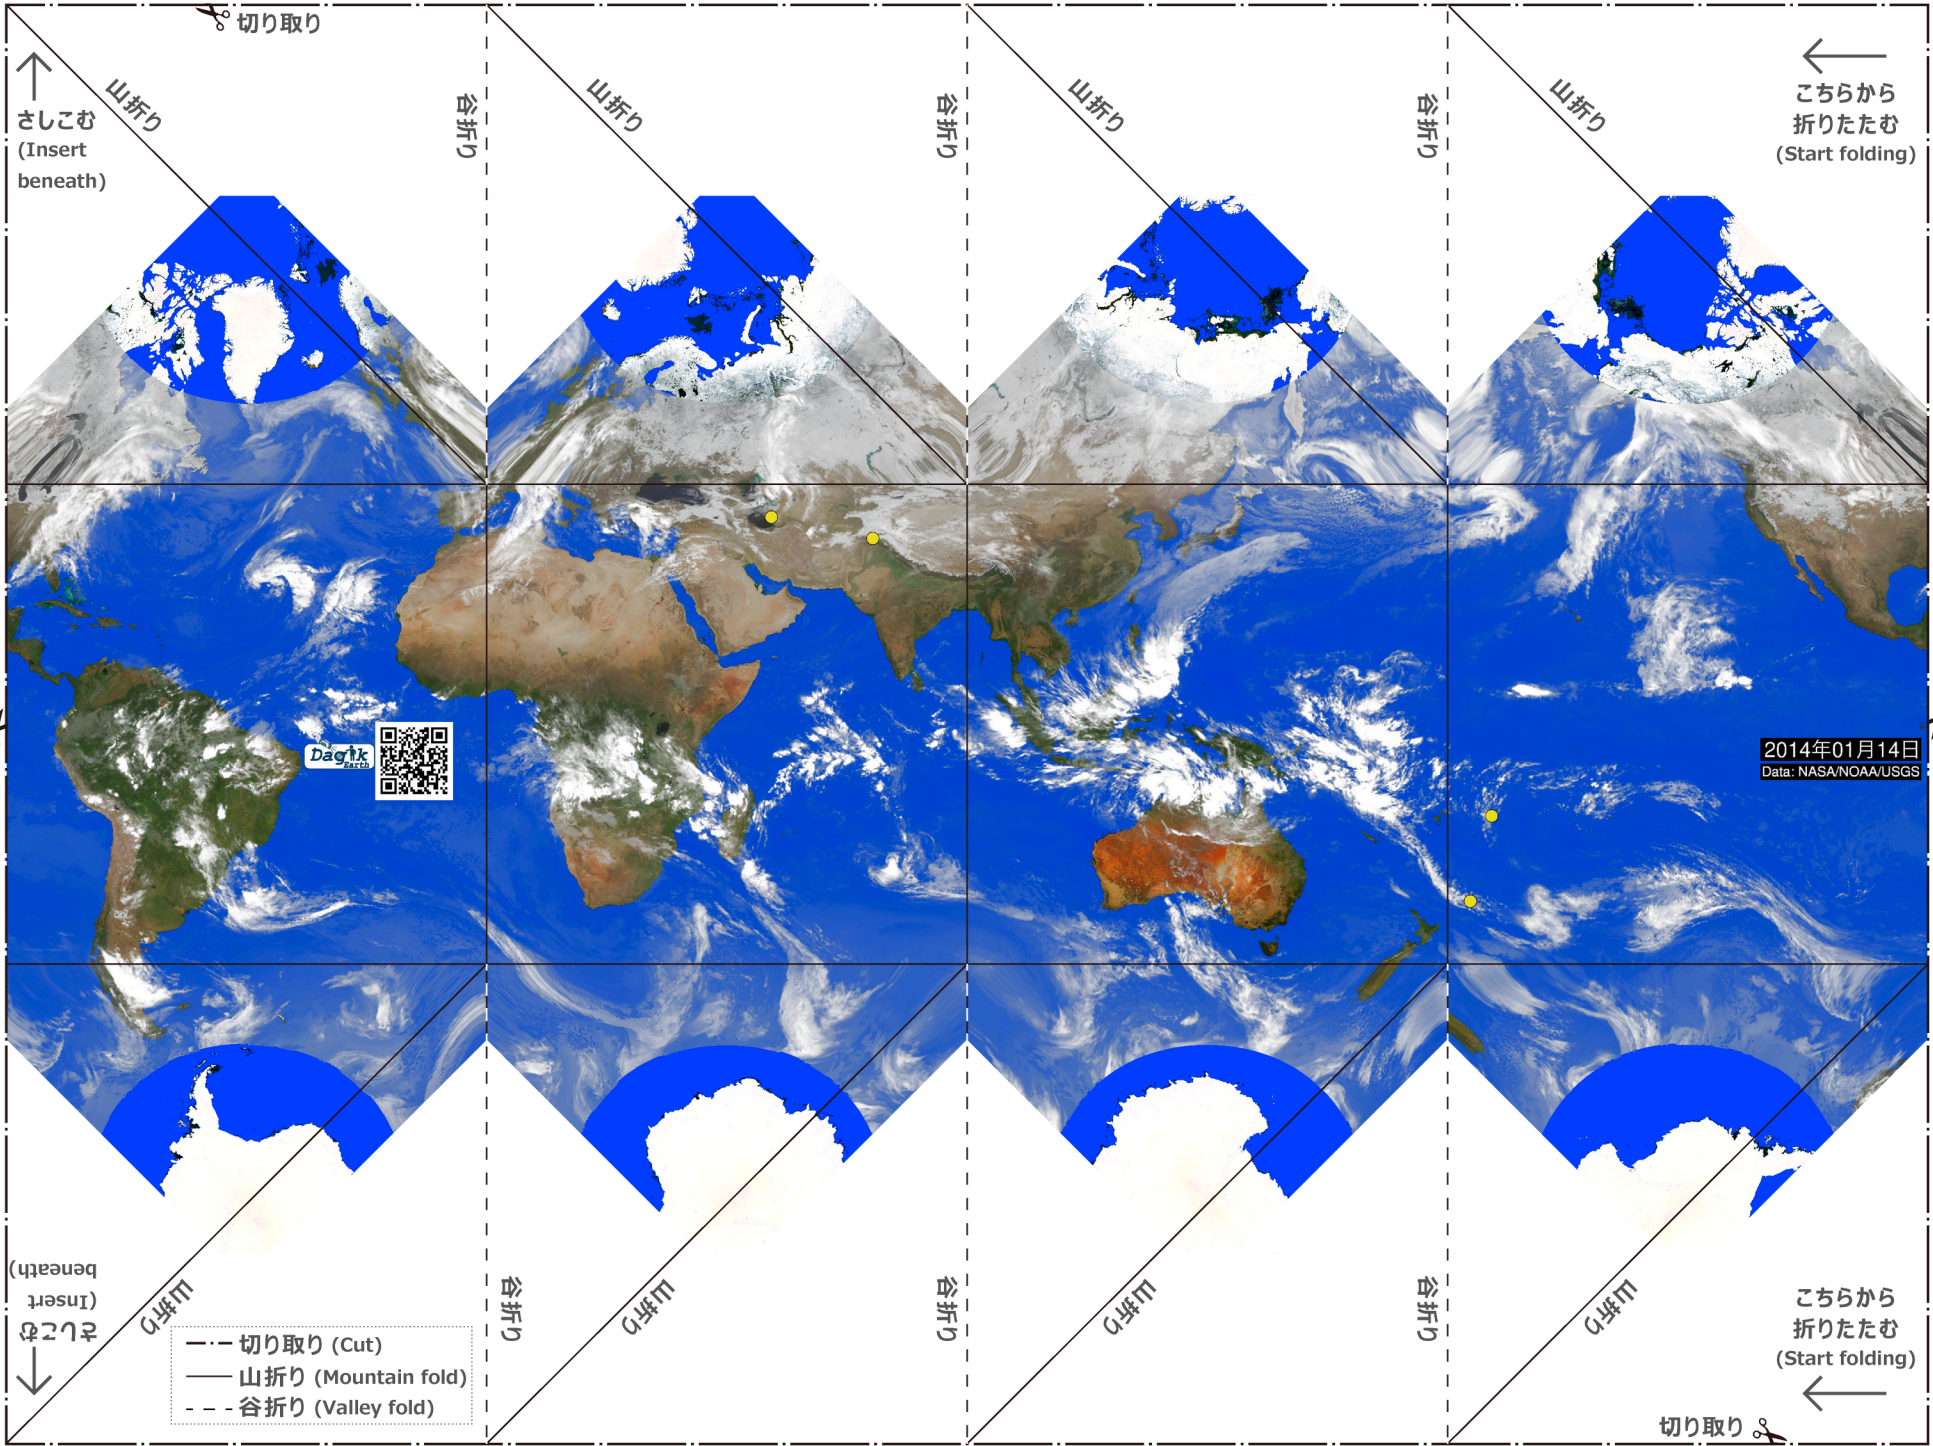 切り取り
山折り
谷折り
山折り
谷折り
山折り
谷折り
山折り
さしこむ
(Insert
beneath)
こちらから
折りたたむ
(Start folding)
Dagik
Earth
2014年01月14日
Data: NASA/NOAA/USGS
さしこむ
(Insert
beneath)
山折り
谷折り
山折り
谷折り
山折り
谷折り
山折り
切り取り (Cut)
山折り (Mountain fold)
谷折り (Valley fold)
こちらから
折りたたむ
(Start folding)
切り取り